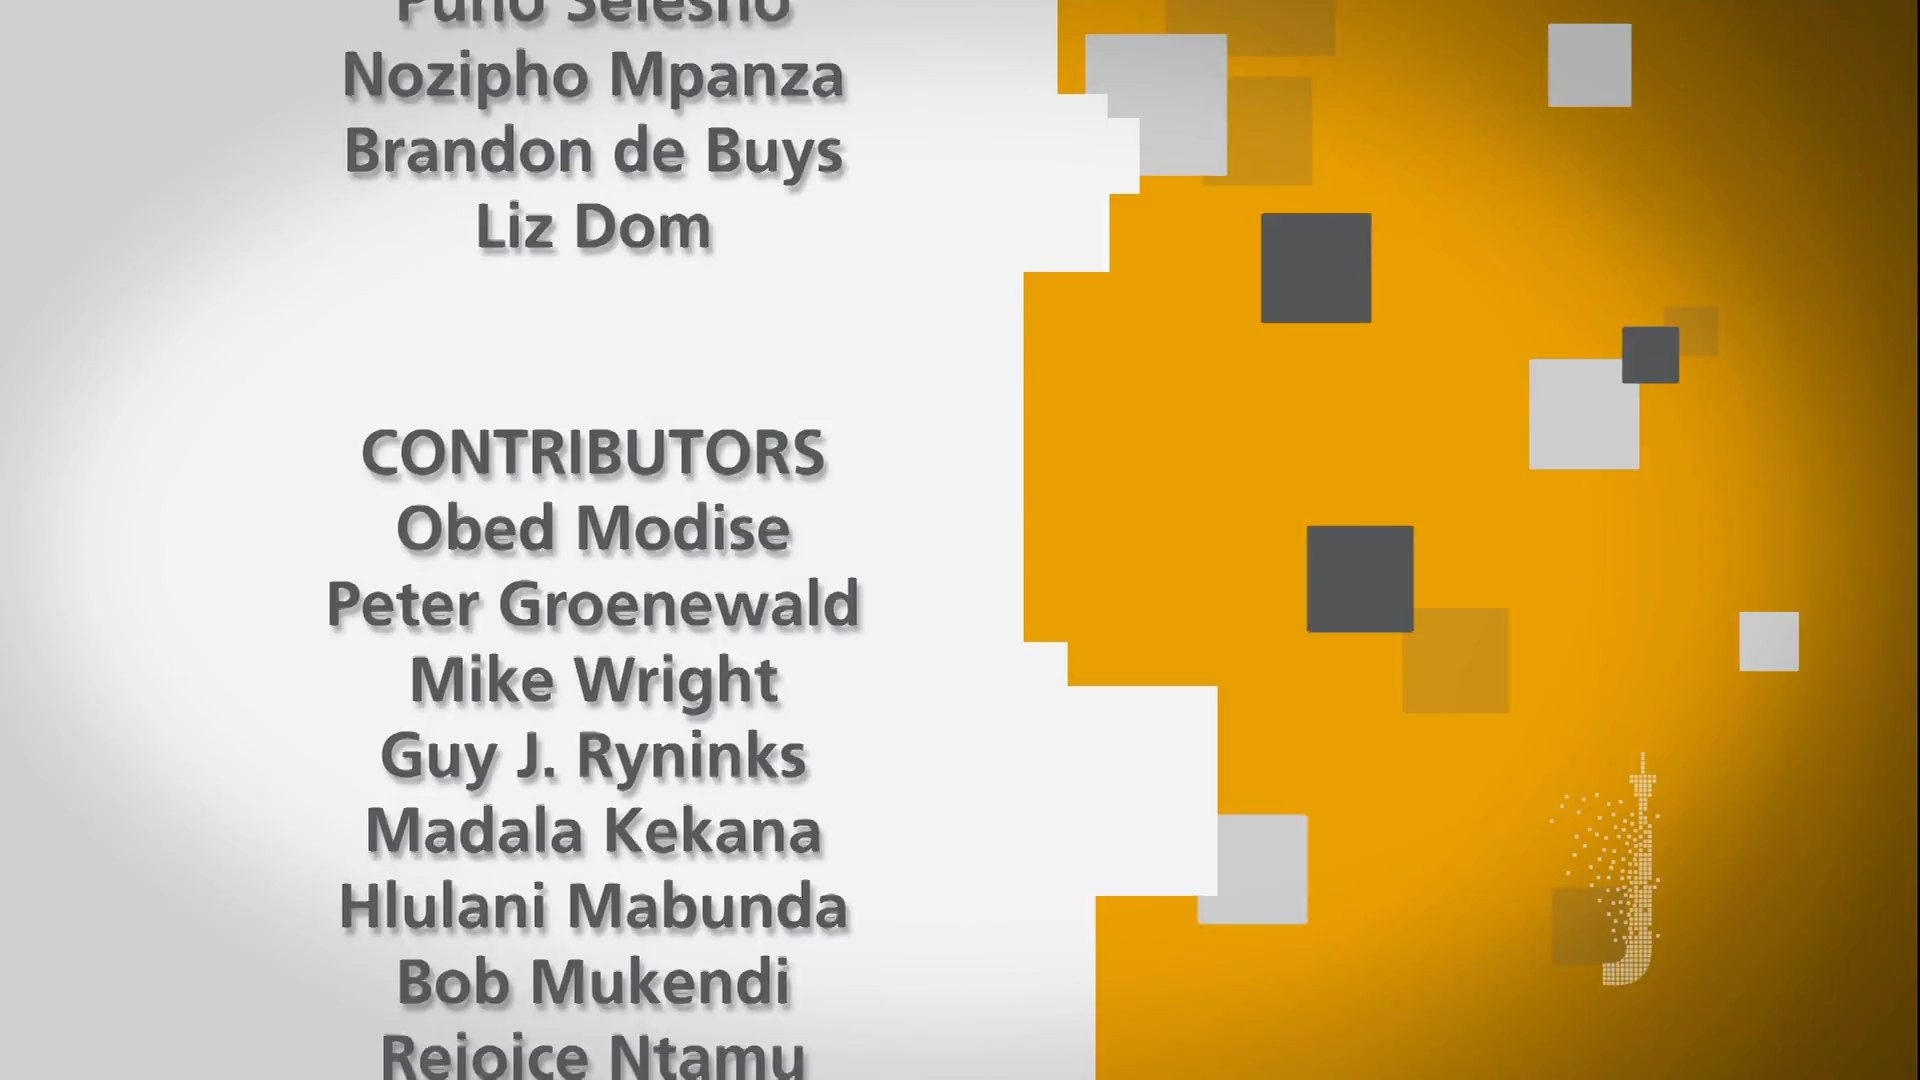 Nozipho Mpanza
Brandon de Buys
Liz Dom
CONTRIBUTORS
Obed Modise
Peter Groenewald
Mike Wright
Guy J. Ryninks
Madala Kekana
Hlulani Mabunda
Bob Mukendi
Rejoice Ntamu